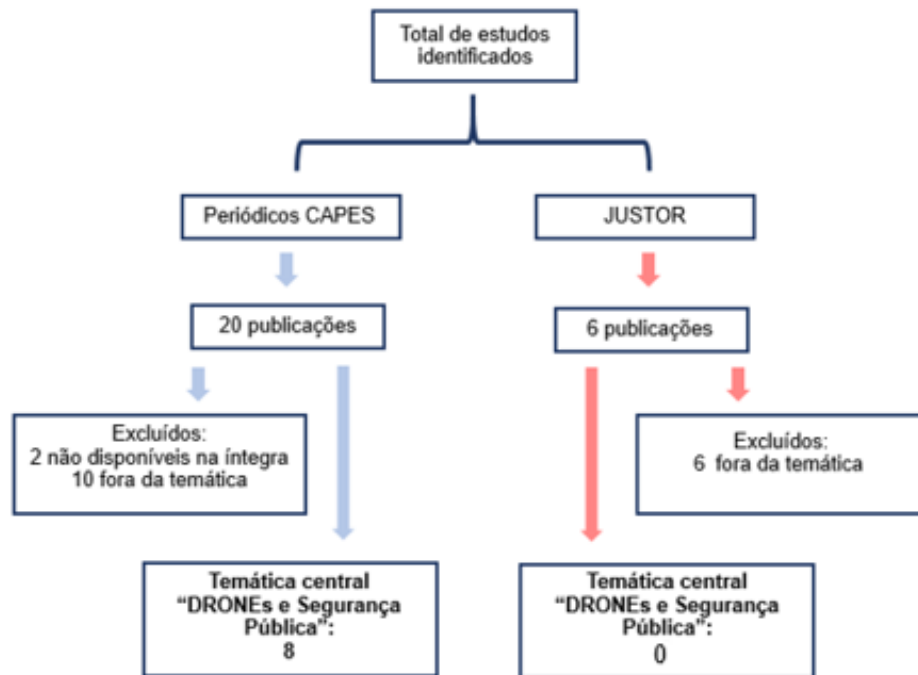 Total de estudos
identificados
Periódicos CAPES
JUSTOR
20 publicações
6 publicações
Excluídos:
2 não disponíveis na íntegra
10 fora da temática
Excluídos:
6 fora da temática
Temática central
“DRONEs e Segurança
Pública”:
8
Temática central
“DRONEs e Segurança
Pública”:
0